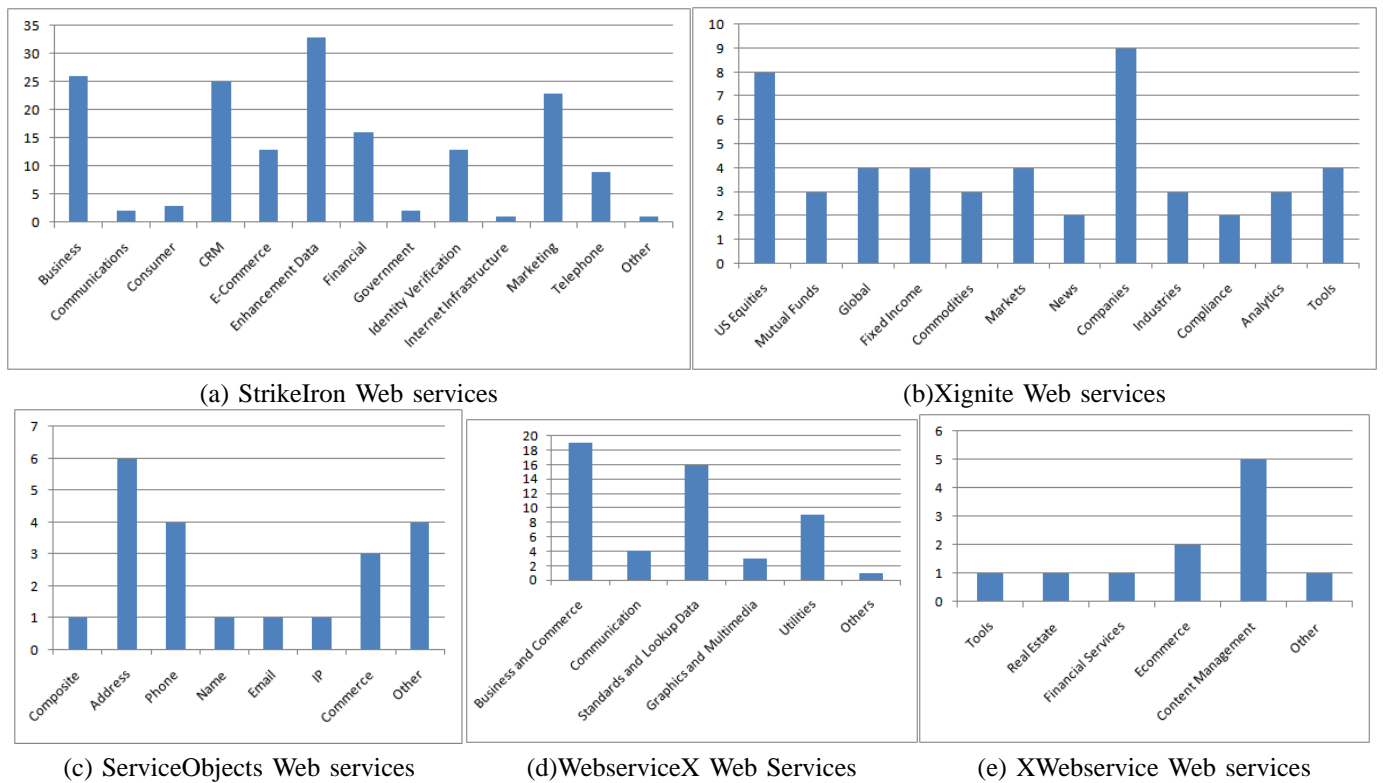 35
30
25
20
15
10
5
0
Business
Communications
Consumer
CRM
E-Commerce
Enhancement Data
Financial
Government
Identity Verification
Internet Infrastructure
Marketing
Telephone
Other
(a) StrikeIron Web services
10
9
8
7
6
5
4
3
2
1
0
US Equities
Mutual Funds
Global
Fixed Income
Commodities
Markets
News
Companies
Industries
Compliance
Analytics
Tools
(b)Xignite Web services
7
6
5
4
3
2
1
0
Composite
Address
Phone
Name
Email
IP
Commerce
Other
(c) ServiceObjects Web services
20
18
16
14
12
10
8
6
4
2
0
Business and Commerce
Communication
Standards and Lookup Data
Graphics and Multimedia
Utilities
Others
(d)WebserviceX Web Services
6
5
4
3
2
1
0
Tools
Real Estate
Financial Services
Ecommerce
Content Management
Other
(e) XWebservice Web services